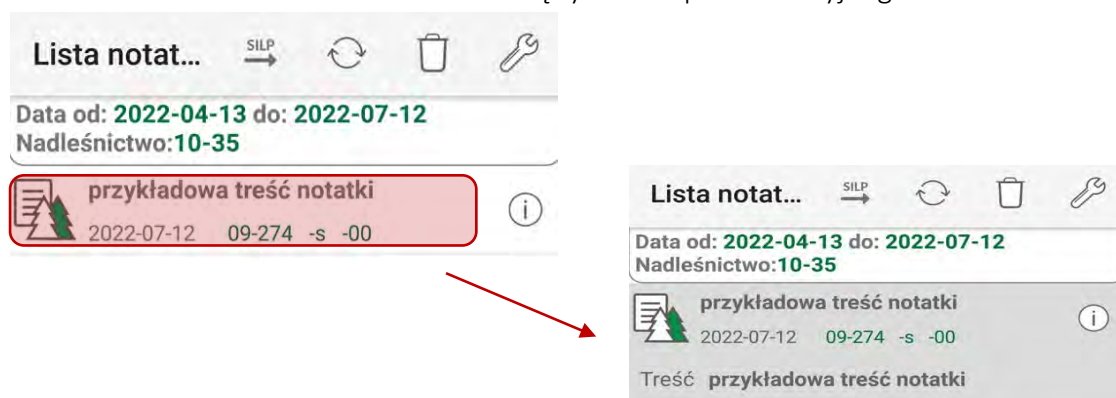 Lista notat... SILP
Data od: 2022-04-13 do: 2022-07-12
Nadleśnictwo:10-35
przykładowa treść notatki
2022-07-12 09-274 -s -00
Lista notat... SILP
Data od: 2022-04-13 do: 2022-07-12
Nadleśnictwo:10-35
przykładowa treść notatki
2022-07-12 09-274 -s -00
Treść przykładowa treść notatki